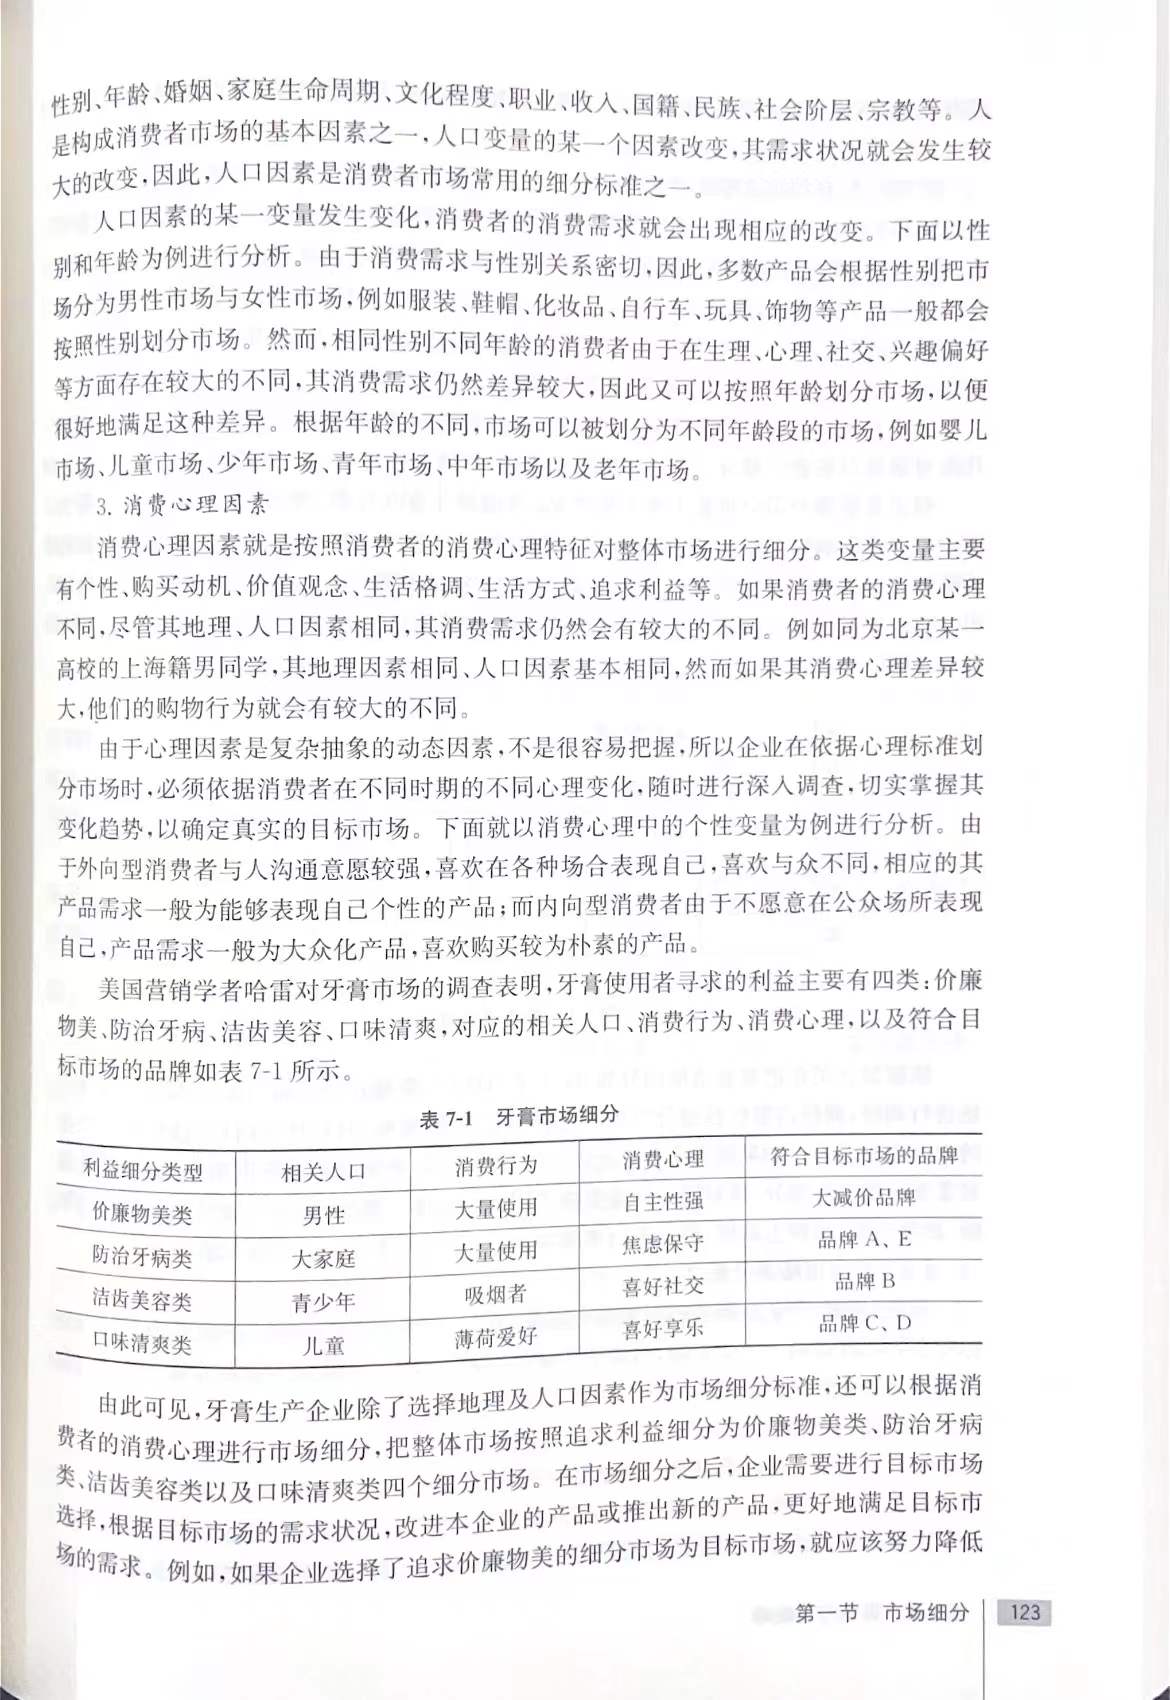 性别、年龄、婚姻、家庭生命周期、文化程度、职业、收入、国籍、民族、社会阶层、宗教等。人
是构成消费者市场的基本因素之一,人口变量的某一个因素改变,其需求状况就会发生较
大的改变,因此,人口因素是消费者市场常用的细分标准之一。
人口因素的某一变量发生变化,消费者的消费需求就会出现相应的改变。下面以性
别和年龄为例进行分析。由于消费需求与性别关系密切,因此,多数产品会根据性别把市
场分为男性市场与女性市场,例如服装、鞋帽、化妆品、自行车、玩具、饰物等产品一般都会
按照性别划分市场。然而,相同性别不同年龄的消费者由于在生理、心理、社交、兴趣偏好
等方面存在较大的不同,其消费需求仍然差异较大,因此又可以按照年龄划分市场,以便
很好地满足这种差异。根据年龄的不同,市场可以被划分为不同年龄段的市场,例如婴儿
市场、儿童市场、少年市场、青年市场、中年市场以及老年市场。
3. 消费心理因素
消费心理因素就是按照消费者的消费心理特征对整体市场进行细分。这类变量主要
有个性、购买动机、价值观念、生活格调、生活方式、追求利益等。如果消费者的消费心理
不同,尽管其地理、人口因素相同,其消费需求仍然会有较大的不同。例如同为北京某一
高校的上海籍男同学,其地理因素相同、人口因素基本相同,然而如果其消费心理差异较
大,他们的购物行为就会有较大的不同。
由于心理因素是复杂抽象的动态因素,不是很容易把握,所以企业在依据心理标准划
分市场时,必须依据消费者在不同时期的不同心理变化,随时进行深入调查,切实掌握其
变化趋势,以确定真实的目标市场。下面就以消费心理中的个性变量为例进行分析。由
于外向型消费者与人沟通意愿较强,喜欢在各种场合表现自己,喜欢与众不同,相应的其
产品需求一般为能够表现自己个性的产品;而内向型消费者由于不愿意在公众场所表现
自己,产品需求一般为大众化产品,喜欢购买较为朴素的产品。
美国营销学者哈雷对牙膏市场的调查表明,牙膏使用者寻求的利益主要有四类:价廉
物美、防治牙病、洁齿美容、口味清爽,对应的相关人口、消费行为、消费心理,以及符合目
标市场的品牌如表 7-1 所示。
表 7-1 牙膏市场细分
利益细分类型 相关人口 消费行为 消费心理 符合目标市场的品牌
价廉物美类 男性 大量使用 自主性强 大减价品牌
防治牙病类 大家庭 大量使用 焦虑保守 品牌 A、E
洁齿美容类 青少年 吸烟者 喜好社交 品牌 B
口味清爽类 儿童 薄荷爱好 喜好享乐 品牌 C、D
由此可见,牙膏生产企业除了选择地理及人口因素作为市场细分标准,还可以根据消
费者的消费心理进行市场细分,把整体市场按照追求利益细分为价廉物美类、防治牙病
类、洁齿美容类以及口味清爽类四个细分市场。在市场细分之后,企业需要进行目标市场
选择,根据目标市场的需求状况,改进本企业的产品或推出新的产品,更好地满足目标市
场的需求。例如,如果企业选择了追求价廉物美的细分市场为目标市场,就应该努力降低
第一节 市场细分 123